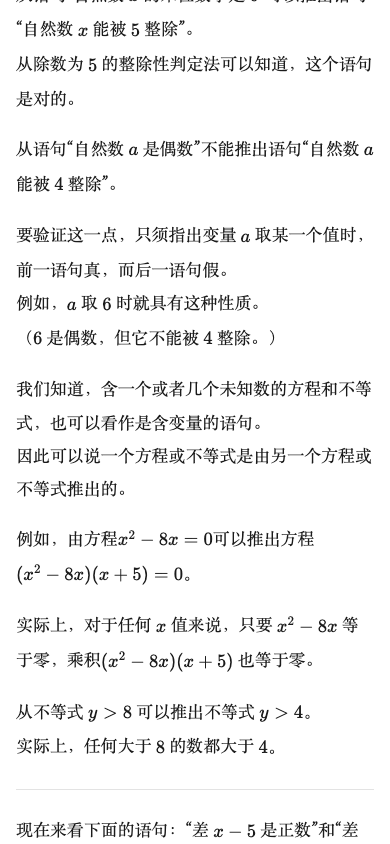 “自然数 x 能被 5 整除”。
从除数为 5 的整除性判定法可以知道，这个语句
是对的。
从语句“自然数 a 是偶数”不能推出语句“自然数 a
能被 4 整除”。
要验证这一点，只须指出变量 a 取某一个值时，
前一语句真，而后一语句假。
例如，a 取 6 时就具有这种性质。
（6 是偶数，但它不能被 4 整除。）
我们知道，含一个或者几个未知数的方程和不等
式，也可以看作是含变量的语句。
因此可以说一个方程或不等式是由另一个方程或
不等式推出的。
例如，由方程x² − 8x = 0可以推出方程
(x² − 8x)(x + 5) = 0。
实际上，对于任何 x 值来说，只要 x² − 8x 等
于零，乘积(x² − 8x)(x + 5) 也等于零。
从不等式 y > 8 可以推出不等式 y > 4。
实际上，任何大于 8 的数都大于 4。
现在来看下面的语句：“差 x − 5 是正数”和“差